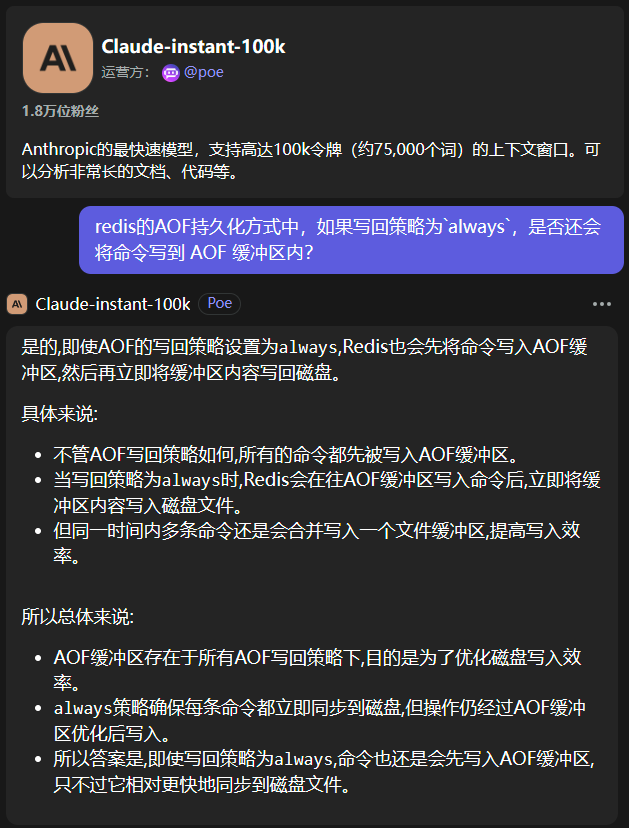 Claude-instant-100k
运营方： @poe
1.8万位粉丝
Anthropic的最快速模型，支持高达100k令牌（约75,000个词）的上下文窗口。可
以分析非常长的文档、代码等。
redis的AOF持久化方式中，如果写回策略为`always`，是否还会
将命令写到 AOF 缓冲区内？
Claude-instant-100k Poe
是的,即使AOF的写回策略设置为always,Redis也会先将命令写入AOF缓
冲区,然后再立即将缓冲区内容写回磁盘。
具体来说:
• 不管AOF写回策略如何,所有的命令都先被写入AOF缓冲区。
• 当写回策略为always时,Redis会在往AOF缓冲区写入命令后,立即将缓
冲区内容写入磁盘文件。
• 但同一时间内多条命令还是会合并写入一个文件缓冲区,提高写入效
率。
所以总体来说:
• AOF缓冲区存在于所有AOF写回策略下,目的是为了优化磁盘写入效
率。
• always策略确保每条命令都立即同步到磁盘,但操作仍经过AOF缓冲
区优化后写入。
• 所以答案是,即使写回策略为always,命令也还是会先写入AOF缓冲区,
只不过它相对更快地同步到磁盘文件。